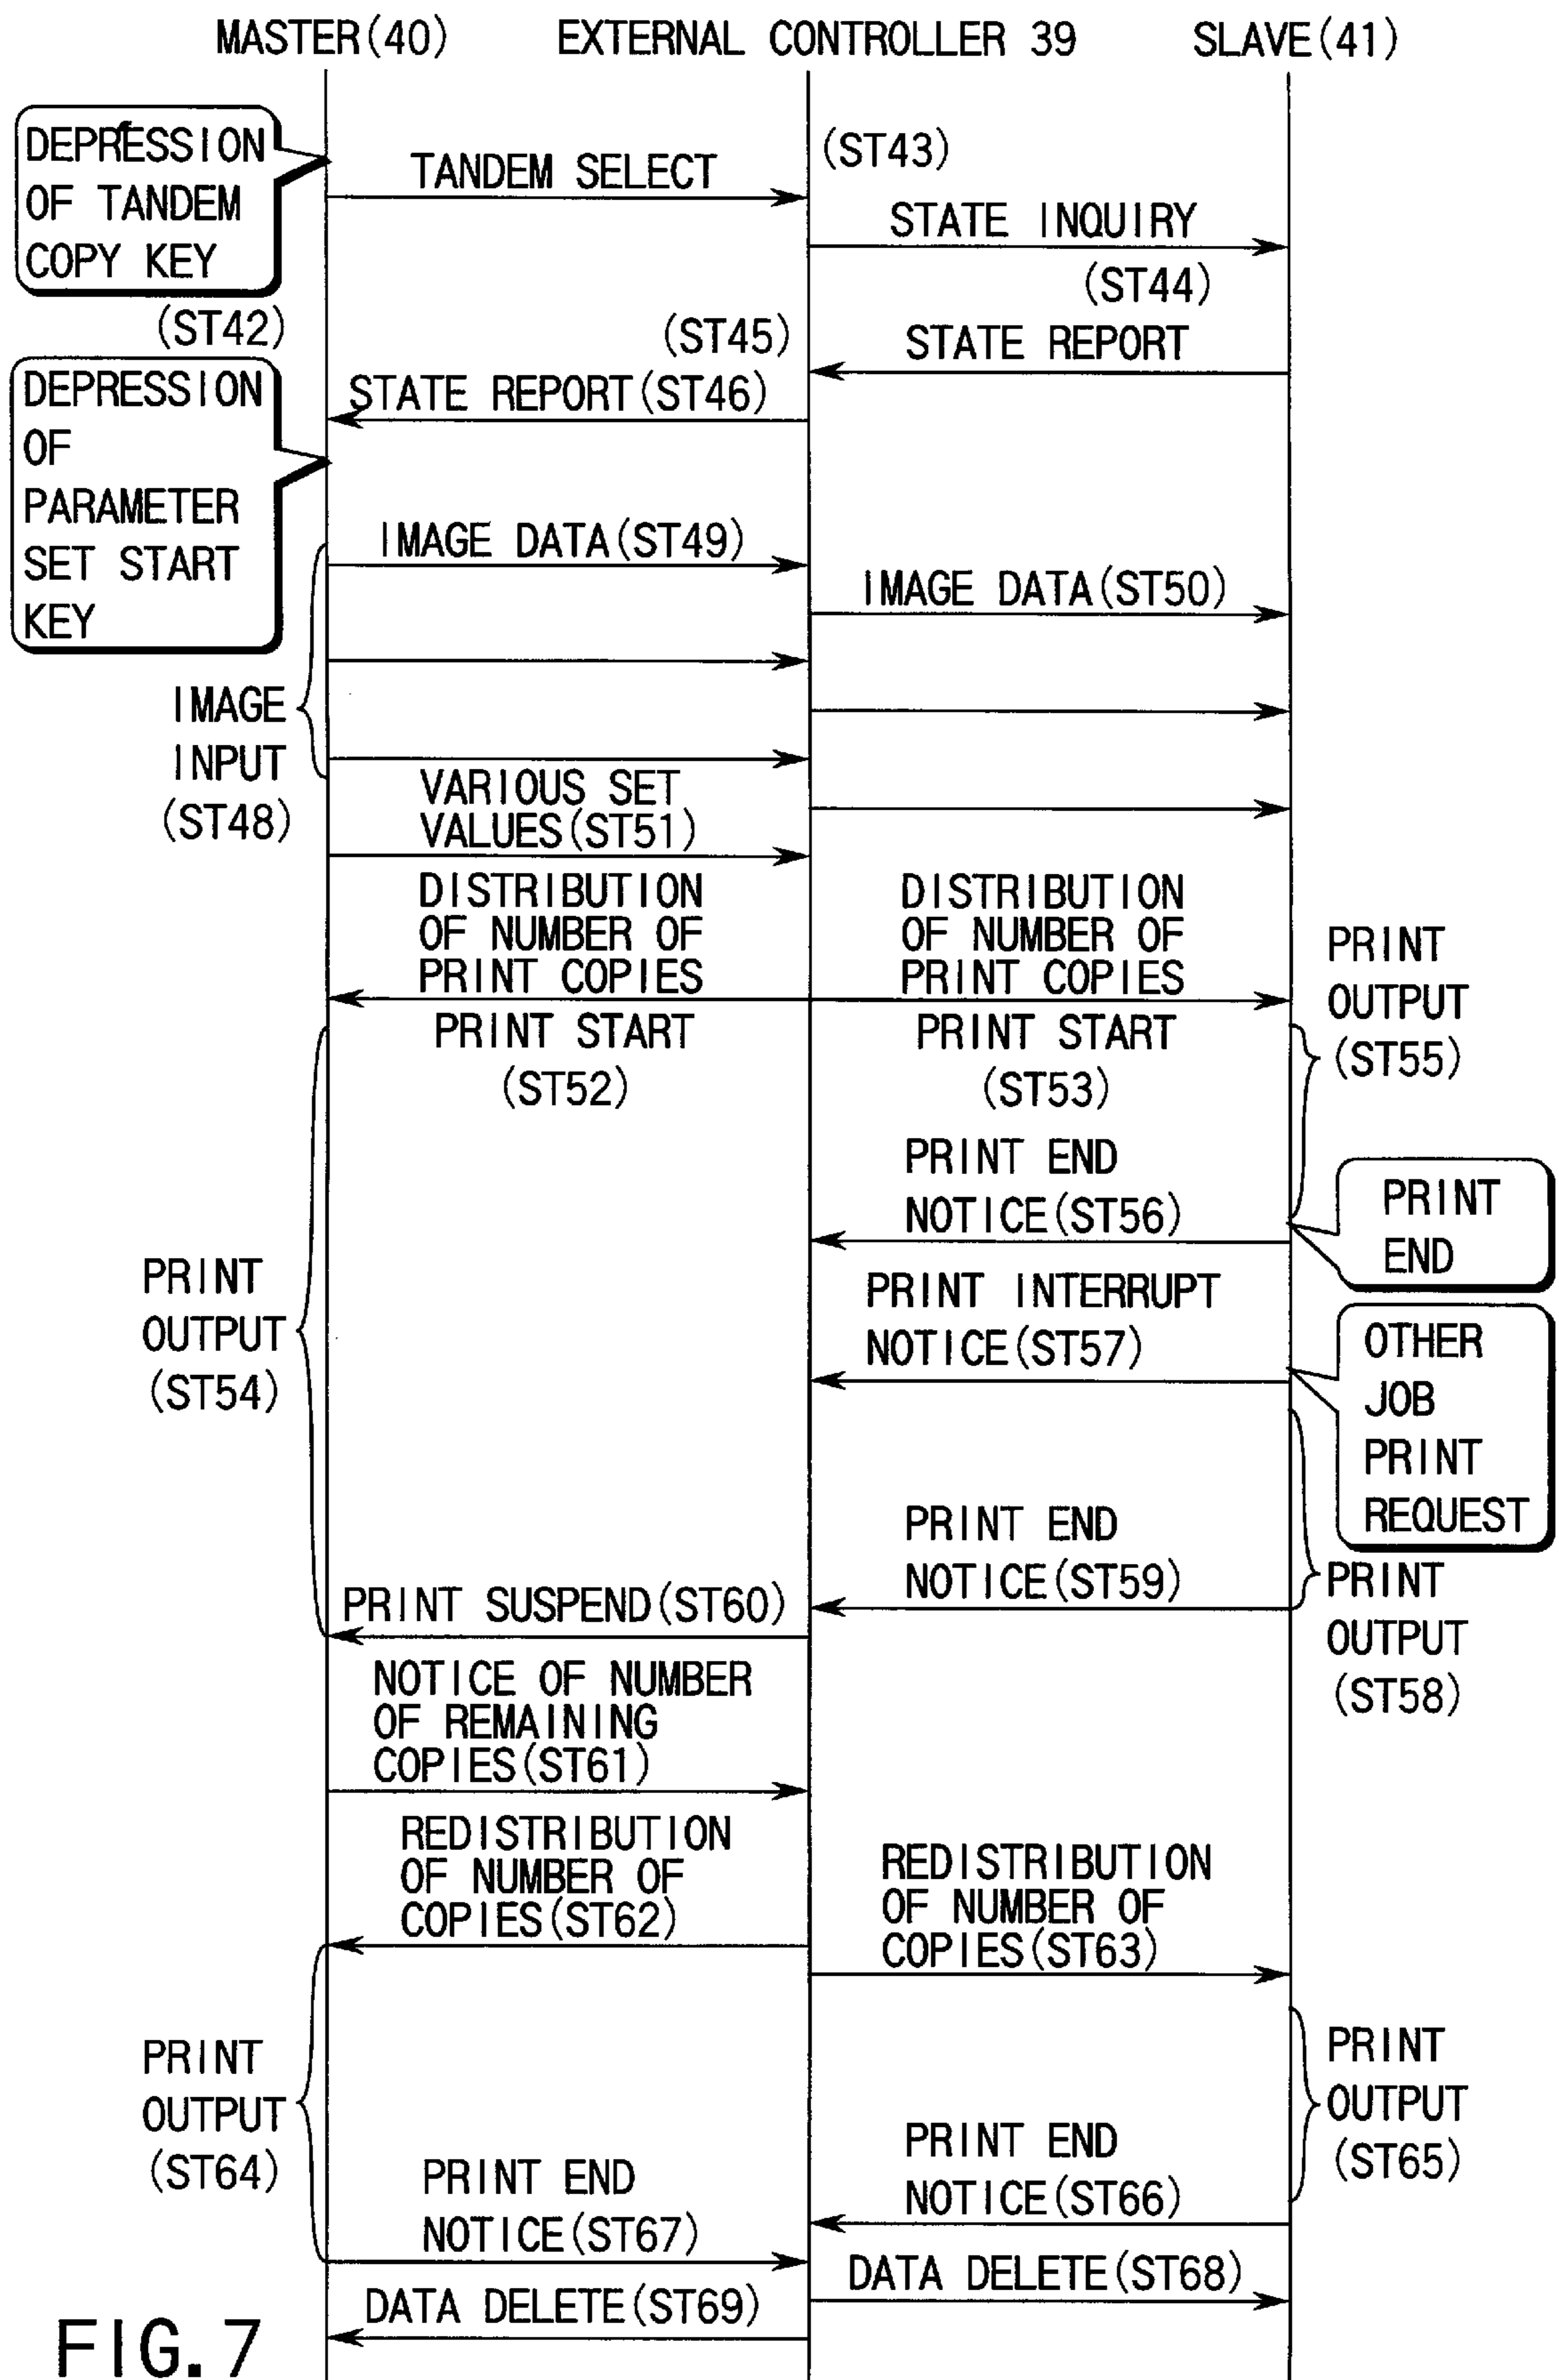 MASTER(40) EXTERNAL CONTROLLER 39 SLAVE(41)
DEPRESSION
OF TANDEM
COPY KEY
(ST42)
TANDEM SELECT
(ST43)
STATE INQUIRY
(ST44)
(ST45)
STATE REPORT
STATE REPORT(ST46)
DEPRESSION
OF
PARAMETER
SET START
KEY
IMAGE DATA(ST49)
IMAGE DATA(ST50)
IMAGE
INPUT
(ST48)
VARIOUS SET
VALUES(ST51)
DISTRIBUTION
OF NUMBER OF
PRINT COPIES
PRINT START
(ST52)
DISTRIBUTION
OF NUMBER OF
PRINT COPIES
PRINT START
(ST53)
PRINT
OUTPUT
(ST55)
PRINT END
NOTICE(ST56)
PRINT
END
PRINT
OUTPUT
(ST54)
PRINT INTERRUPT
NOTICE(ST57)
OTHER
JOB
PRINT
REQUEST
PRINT END
NOTICE(ST59)
PRINT
OUTPUT
(ST58)
PRINT SUSPEND(ST60)
NOTICE OF NUMBER
OF REMAINING
COPIES(ST61)
REDISTRIBUTION
OF NUMBER OF
COPIES(ST62)
REDISTRIBUTION
OF NUMBER OF
COPIES(ST63)
PRINT
OUTPUT
(ST64)
PRINT
OUTPUT
(ST65)
PRINT END
NOTICE(ST66)
PRINT END
NOTICE(ST67)
DATA DELETE(ST68)
DATA DELETE(ST69)
FIG. 7